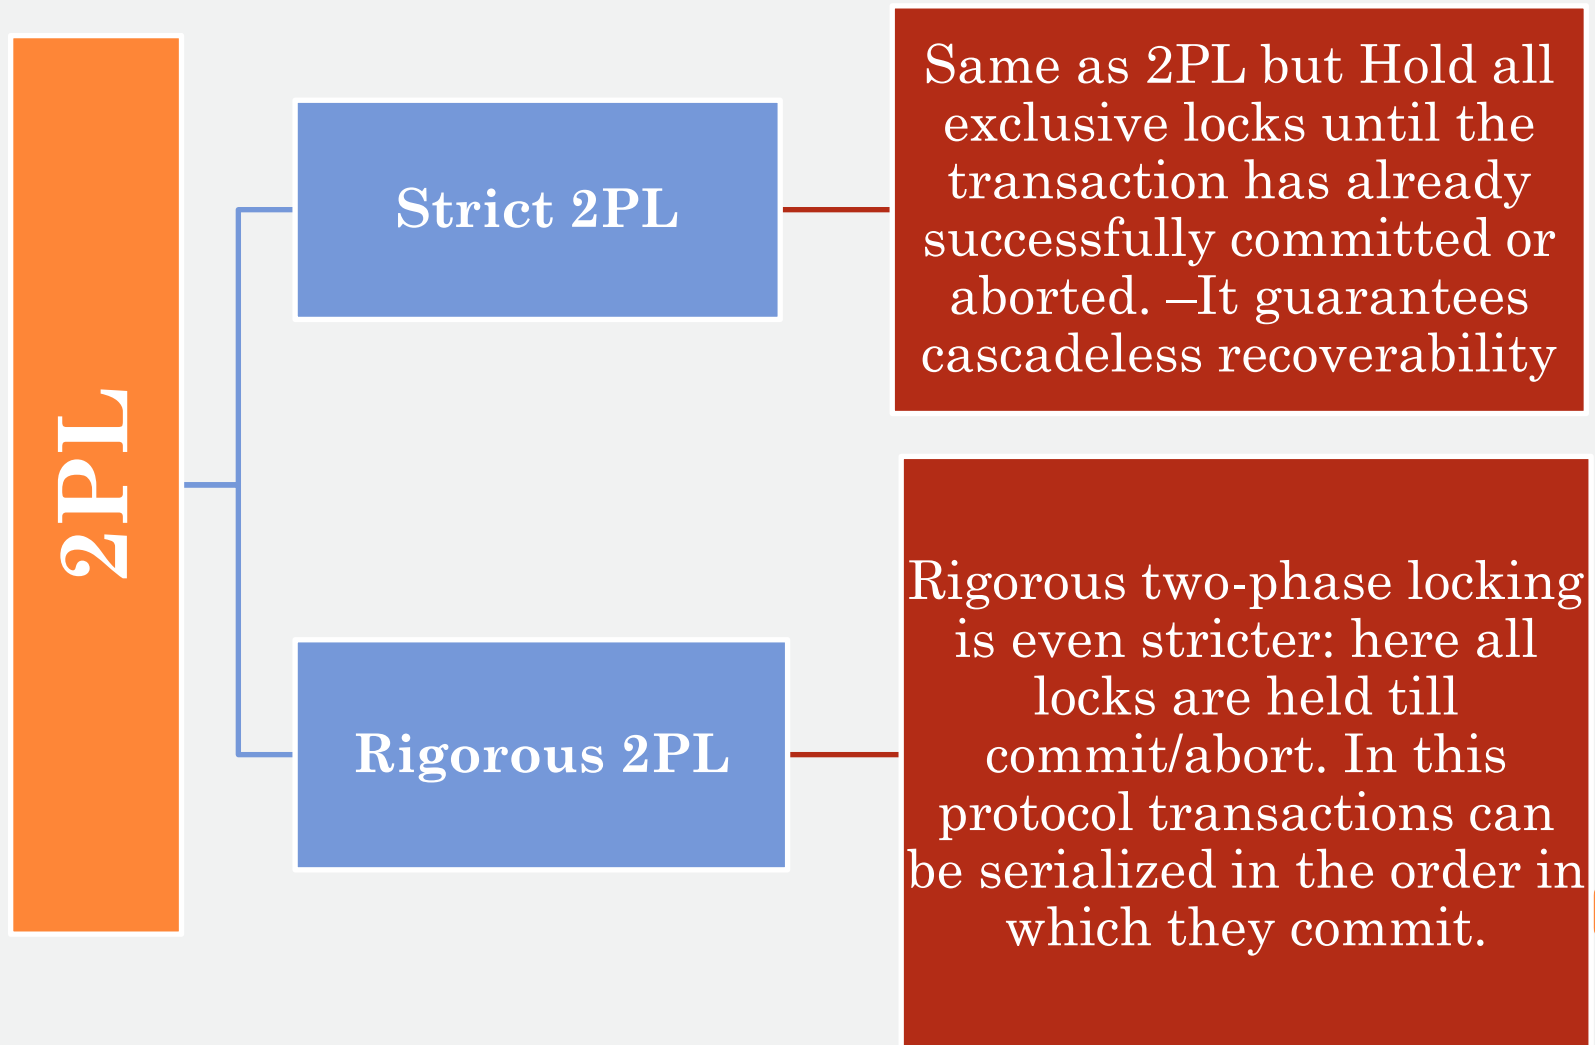 2PL
Strict 2PL
Same as 2PL but Hold all
exclusive locks until the
transaction has already
successfully committed or
aborted. –It guarantees
cascadeless recoverability
Rigorous 2PL
Rigorous two-phase locking
is even stricter: here all
locks are held till
commit/abort. In this
protocol transactions can
be serialized in the order in
which they commit.